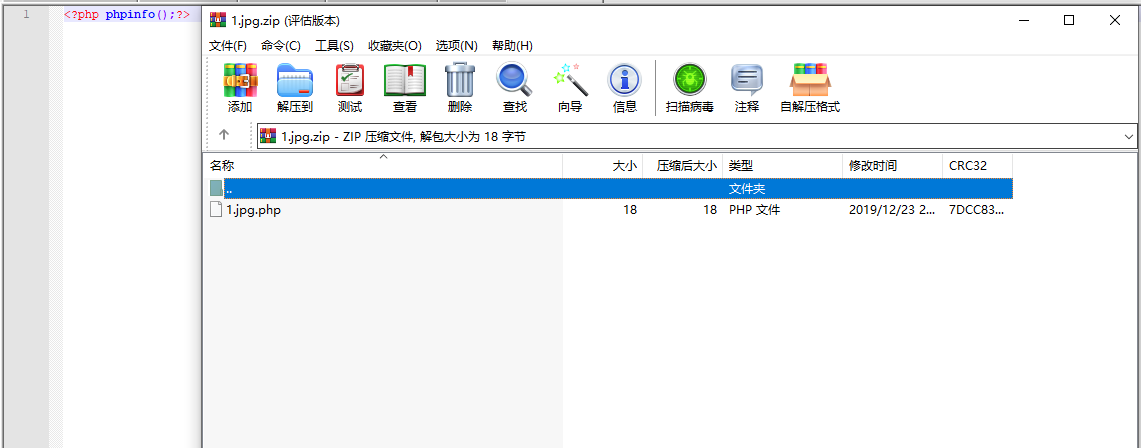 1 <?php phpinfo();?>
1.jpg.zip (评估版本)
文件(F) 命令(C) 工具(S) 收藏夹(O) 选项(N) 帮助(H)
添加 解压到 测试 查看 删除 查找 向导 信息 扫描病毒 注释 自解压格式
1.jpg.zip - ZIP 压缩文件, 解包大小为 18 字节
名称 大小 压缩后大小 类型 修改时间 CRC32
.. 文件夹
1.jpg.php 18 18 PHP 文件 2019/12/23 2... 7DCC83...